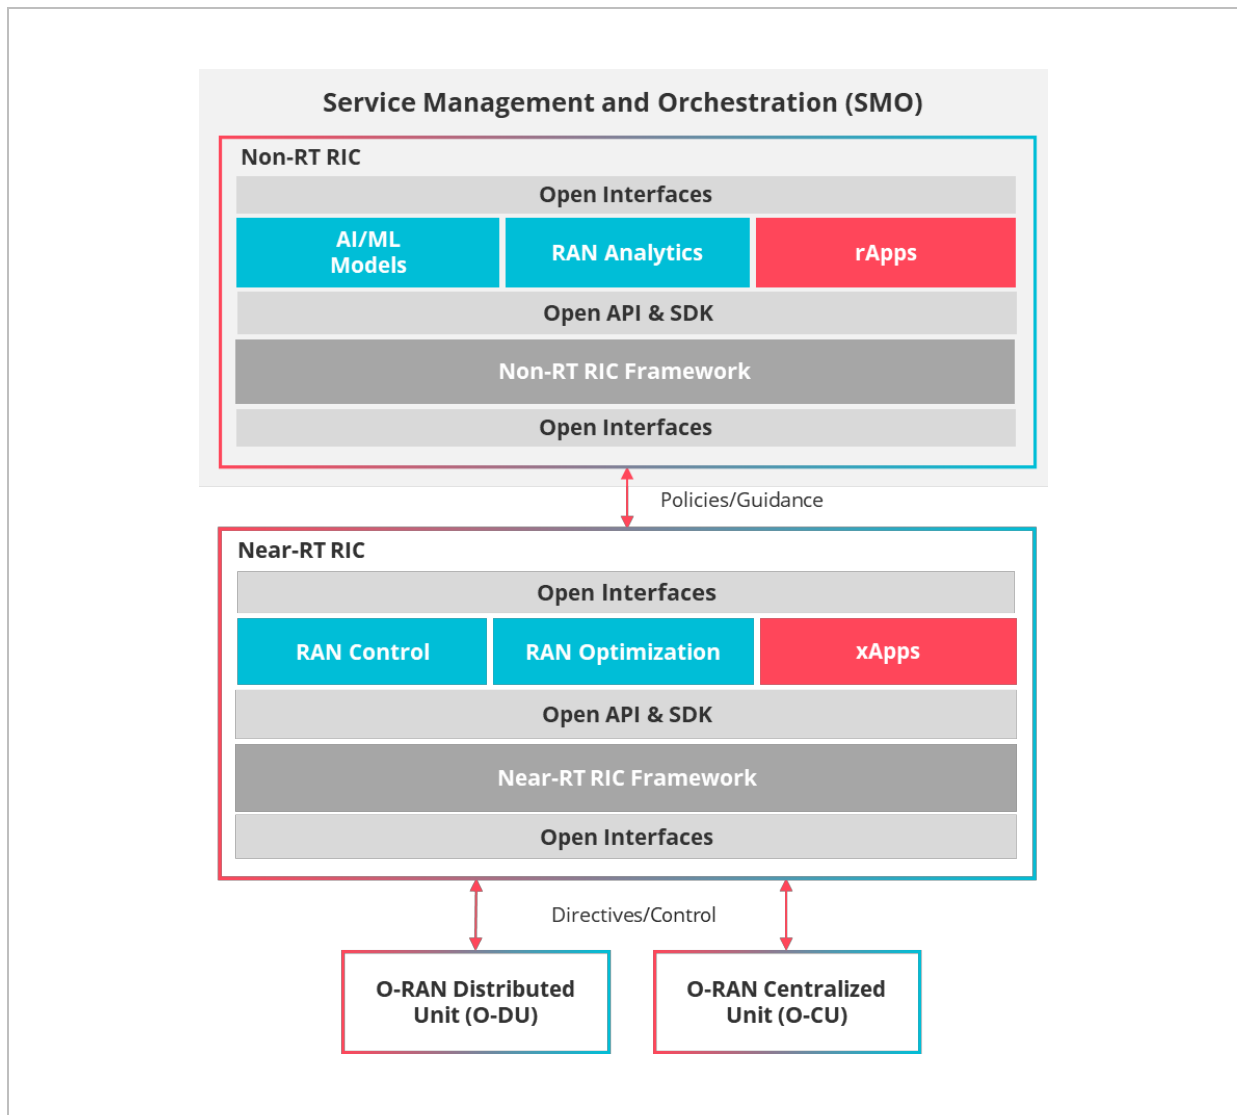 Service Management and Orchestration (SMO)
Non-RT RIC
Open Interfaces
AI/ML
Models
RAN Analytics
rApps
Open API & SDK
Non-RT RIC Framework
Open Interfaces
Policies/Guidance
Near-RT RIC
Open Interfaces
RAN Control
RAN Optimization
xApps
Open API & SDK
Near-RT RIC Framework
Open Interfaces
Directives/Control
O-RAN Distributed
Unit (O-DU)
O-RAN Centralized
Unit (O-CU)